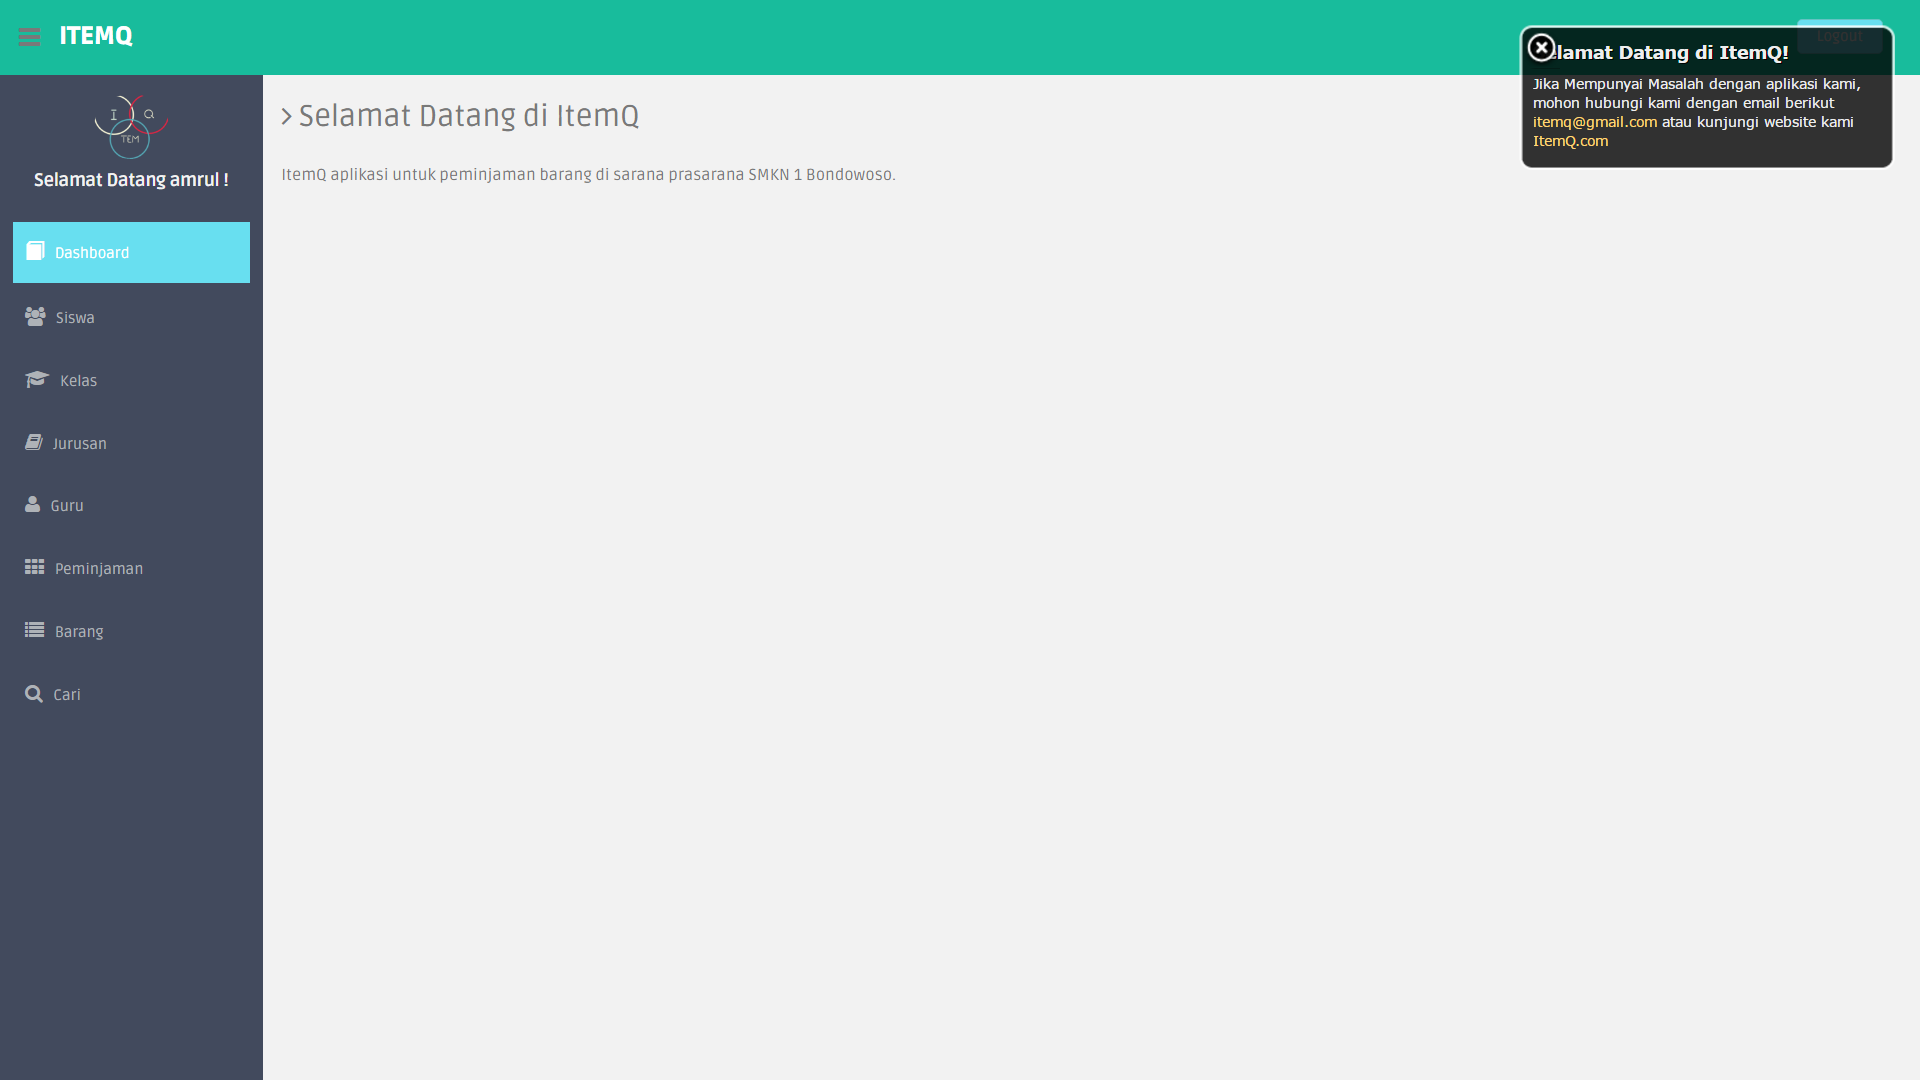 ITEMQ
Logout
elamat Datang di ItemQ!
Jika Mempunyai Masalah dengan aplikasi kami,
mohon hubungi kami dengan email berikut
itemq@gmail.com atau kunjungi website kami
ItemQ.com
I Q
TEM
Selamat Datang amrul !
Dashboard
Siswa
Kelas
Jurusan
Guru
Peminjaman
Barang
Cari
Selamat Datang di ItemQ
ItemQ aplikasi untuk peminjaman barang di sarana prasarana SMKN 1 Bondowoso.